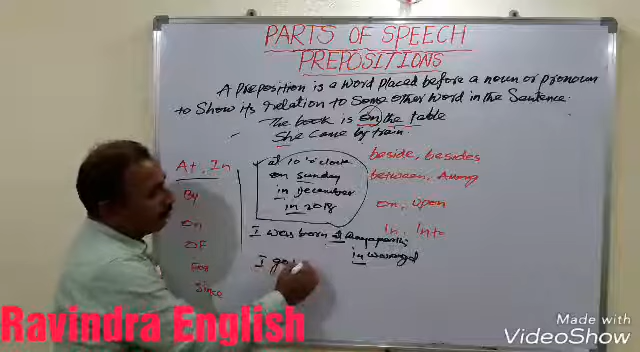 PARTS OF SPEECH
PREPOSITIONS
A preposition is a word placed before a noun or pronoun
to show its relation to some other word in the sentence.
The book is on the table
She came by train.
At, In
By
on
OF
For
Since
at 10 o'clock
on sunday
in December
in 2018
beside, besides
between, Among
on, upon
in, into
I was born at
in warangal
I go
Ravindra English
Made with
VideoShow